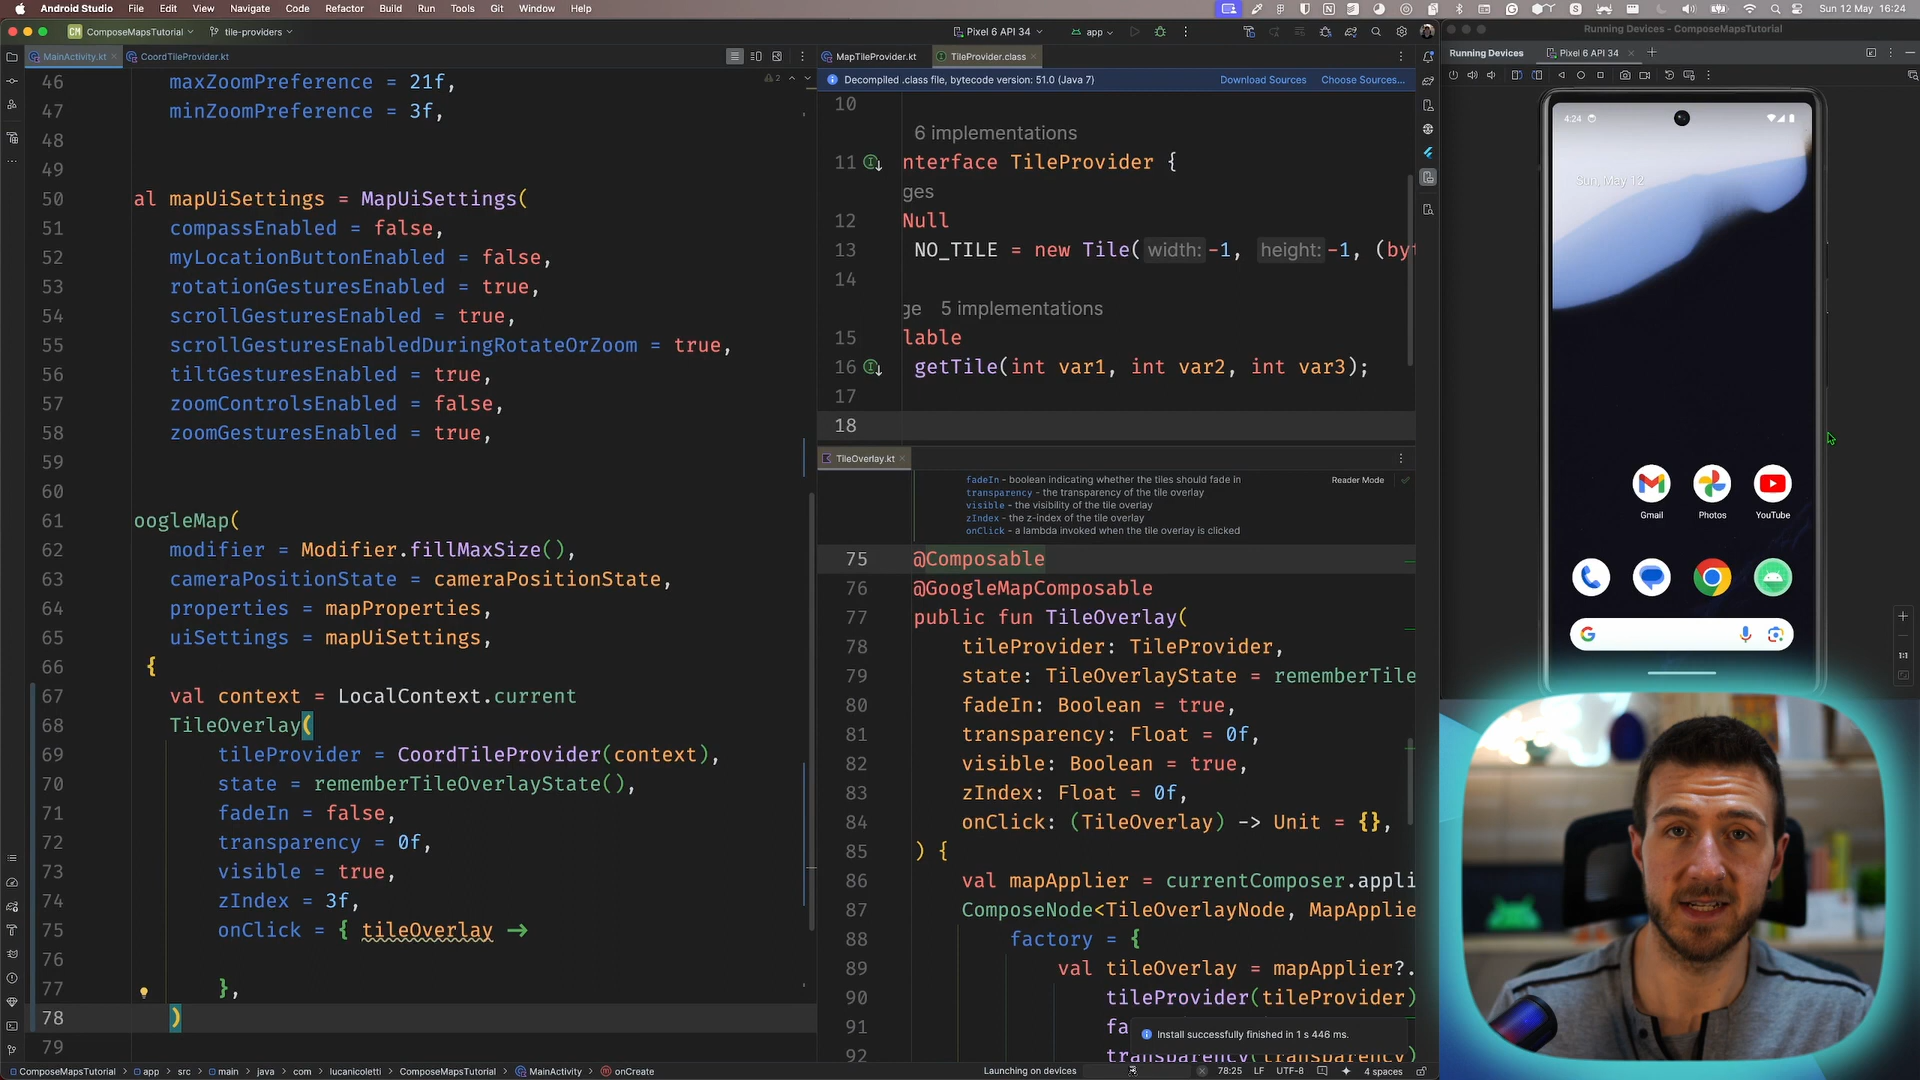 Android Studio File Edit View Navigate Code Refactor Build Run Tools Git Window Help Sun 12 May 16:24
CM ComposeMapsTutorial tile-providers Pixel 6 API 34 app
MainActivity.kt CoordTileProvider.kt
46 maxZoomPreference = 21f,
47 minZoomPreference = 3f,
48
49
50 al mapUiSettings = MapUiSettings(
51 compassEnabled = false,
52 myLocationButtonEnabled = false,
53 rotationGesturesEnabled = true,
54 scrollGesturesEnabled = true,
55 scrollGesturesEnabledDuringRotateOrZoom = true,
56 tiltGesturesEnabled = true,
57 zoomControlsEnabled = false,
58 zoomGesturesEnabled = true,
59
60
61 oogleMap(
62 modifier = Modifier.fillMaxSize(),
63 cameraPositionState = cameraPositionState,
64 properties = mapProperties,
65 uiSettings = mapUiSettings,
66 {
67 val context = LocalContext.current
68 TileOverlay(
69 tileProvider = CoordTileProvider(context),
70 state = rememberTileOverlayState(),
71 fadeIn = false,
72 transparency = 0f,
73 visible = true,
74 zIndex = 3f,
75 onClick = { tileOverlay →
76
77 },
78 )
79
2
MapTileProvider.kt TileProvider.class
Decompiled .class file, bytecode version: 51.0 (Java 7) Download Sources Choose Sources...
10
6 implementations
11 nterface TileProvider {
ges
12 Null
13 NO_TILE = new Tile( width: -1, height: -1, (byt
14
ge 5 implementations
15 lable
16 getTile(int var1, int var2, int var3);
17
18
TileOverlay.kt
Reader Mode
fadeIn - boolean indicating whether the tiles should fade in
transparency - the transparency of the tile overlay
visible - the visibility of the tile overlay
zIndex - the z-index of the tile overlay
onClick - a lambda invoked when the tile overlay is clicked
75 @Composable
76 @GoogleMapComposable
77 public fun TileOverlay(
78 tileProvider: TileProvider,
79 state: TileOverlayState = rememberTile
80 fadeIn: Boolean = true,
81 transparency: Float = 0f,
82 visible: Boolean = true,
83 zIndex: Float = 0f,
84 onClick: (TileOverlay) -> Unit = {},
85 ) {
86 val mapApplier = currentComposer.appli
87 ComposeNode<TileOverlayNode, MapApplie
88 factory = {
89 val tileOverlay = mapApplier?.
90 tileProvider(tileProvider)
91 fa
92 transparency(transparency)
Install successfully finished in 1 s 446 ms.
Running Devices - ComposeMapsTutorial
Running Devices Pixel 6 API 34
4:24
Sun, May 12
Gmail Photos YouTube
1:1
ComposeMapsTutorial app src main java com lucanicoletti ComposeMapsTutorial MainActivity onCreate Launching on devices 78:25 LF UTF-8 4 spaces